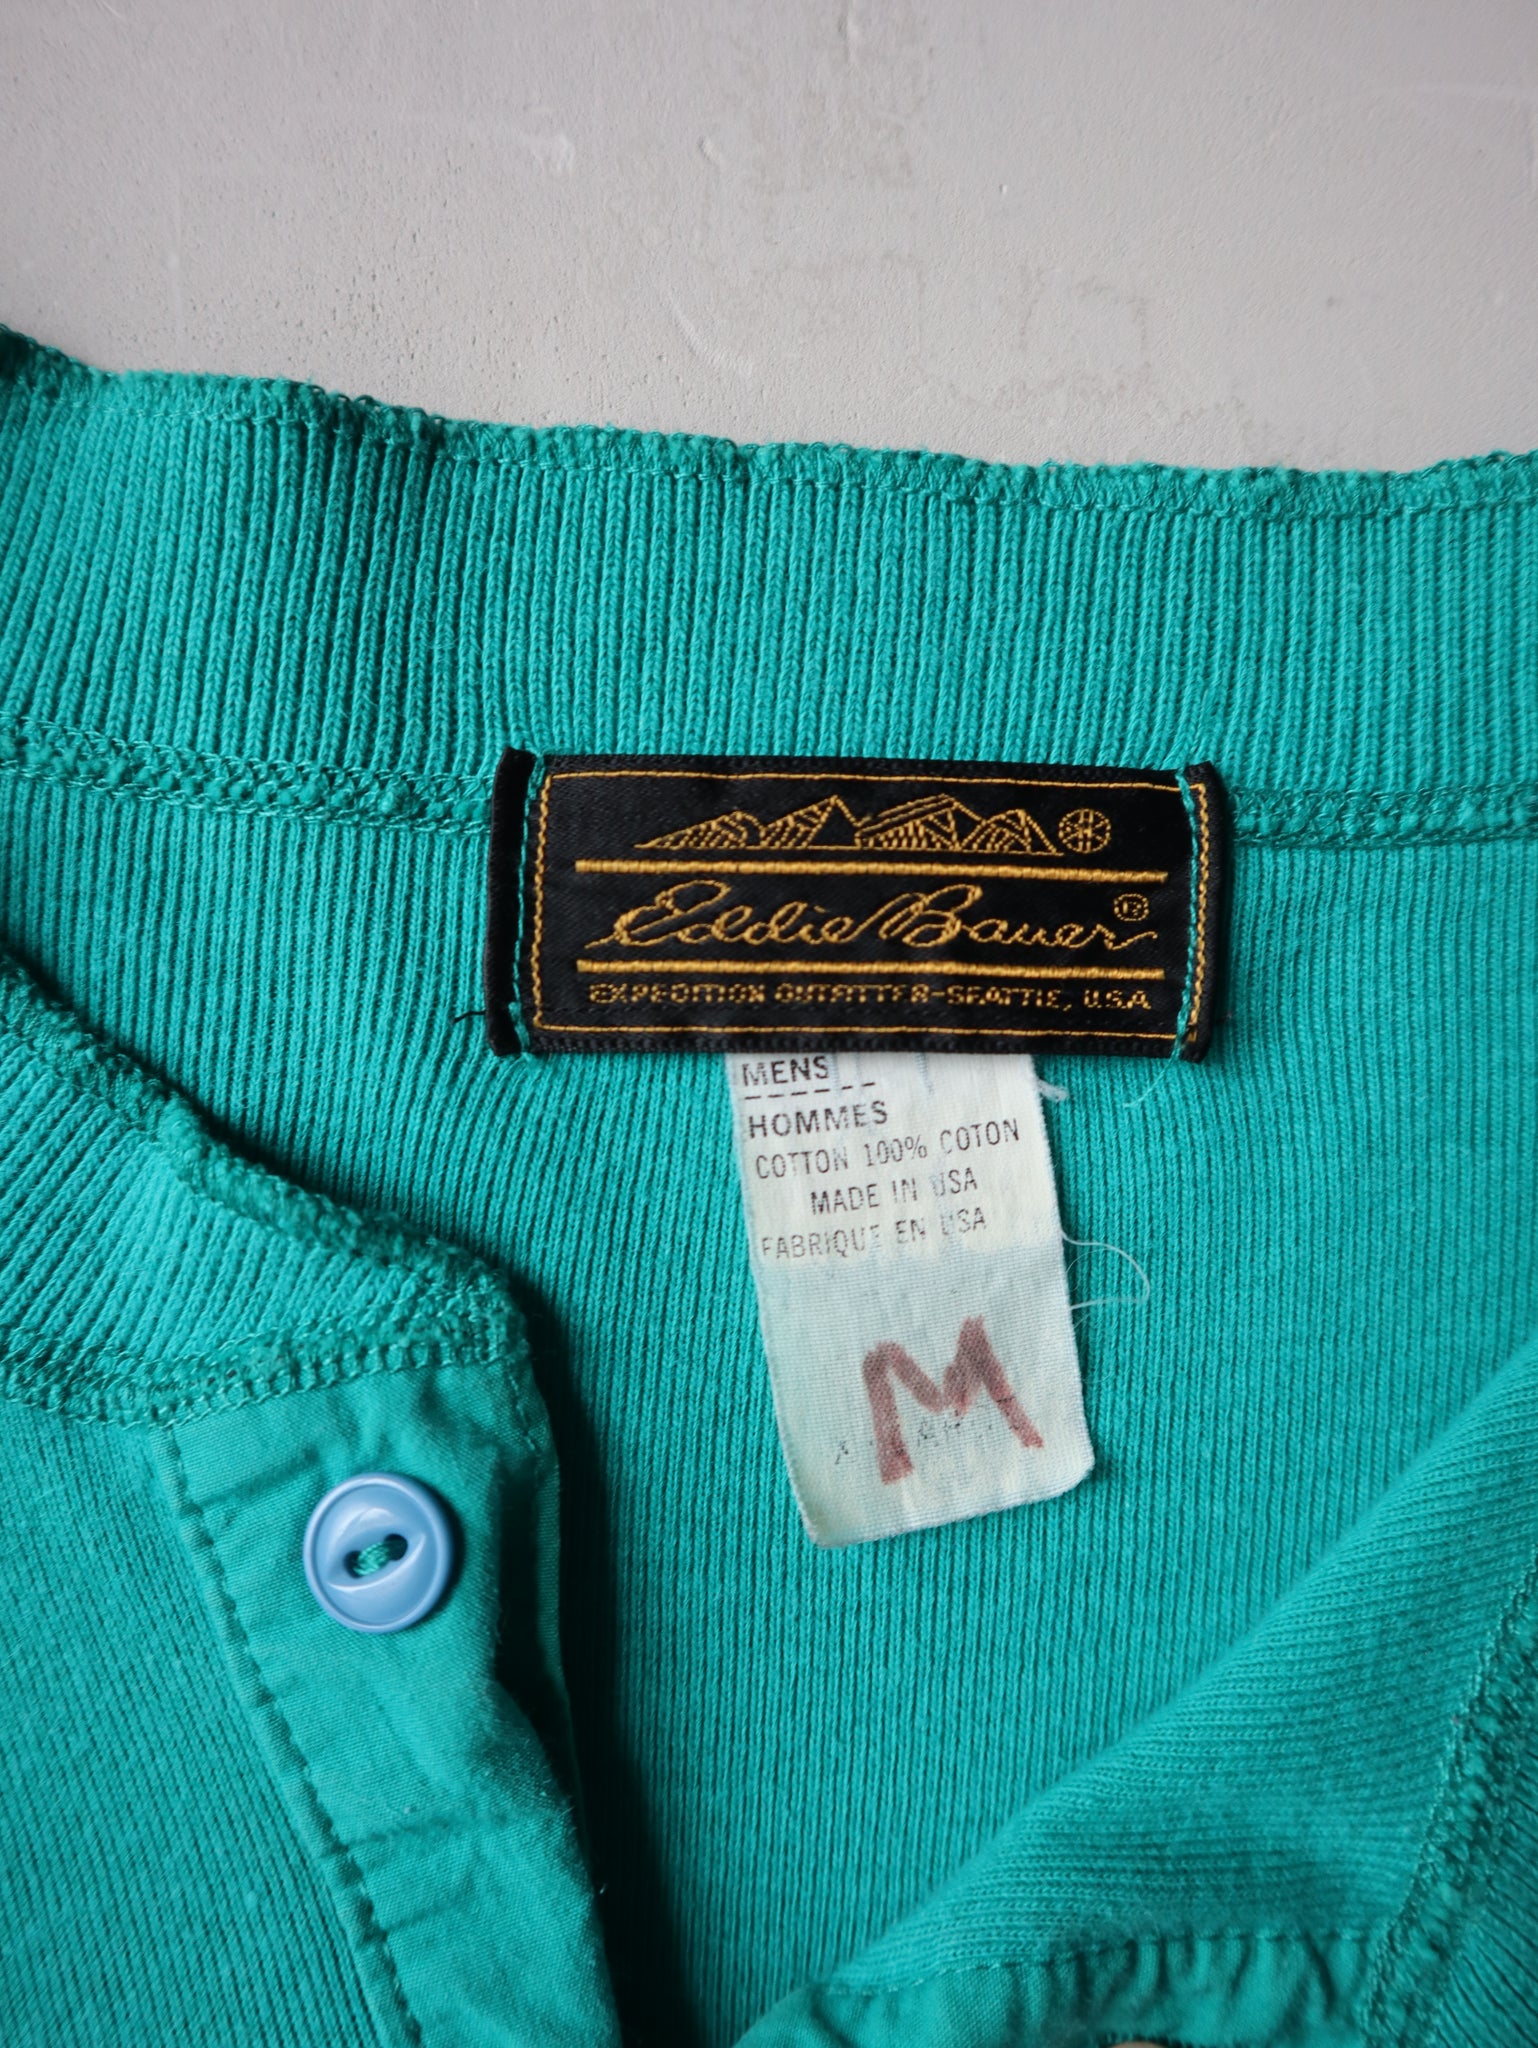 Eddie Bauer®
EXPEDITION OUTFITTER-SEATTLE, U.S.A
MENS
HOMMES
COTTON 100% COTON
MADE IN USA
FABRIQUE EN USA
M